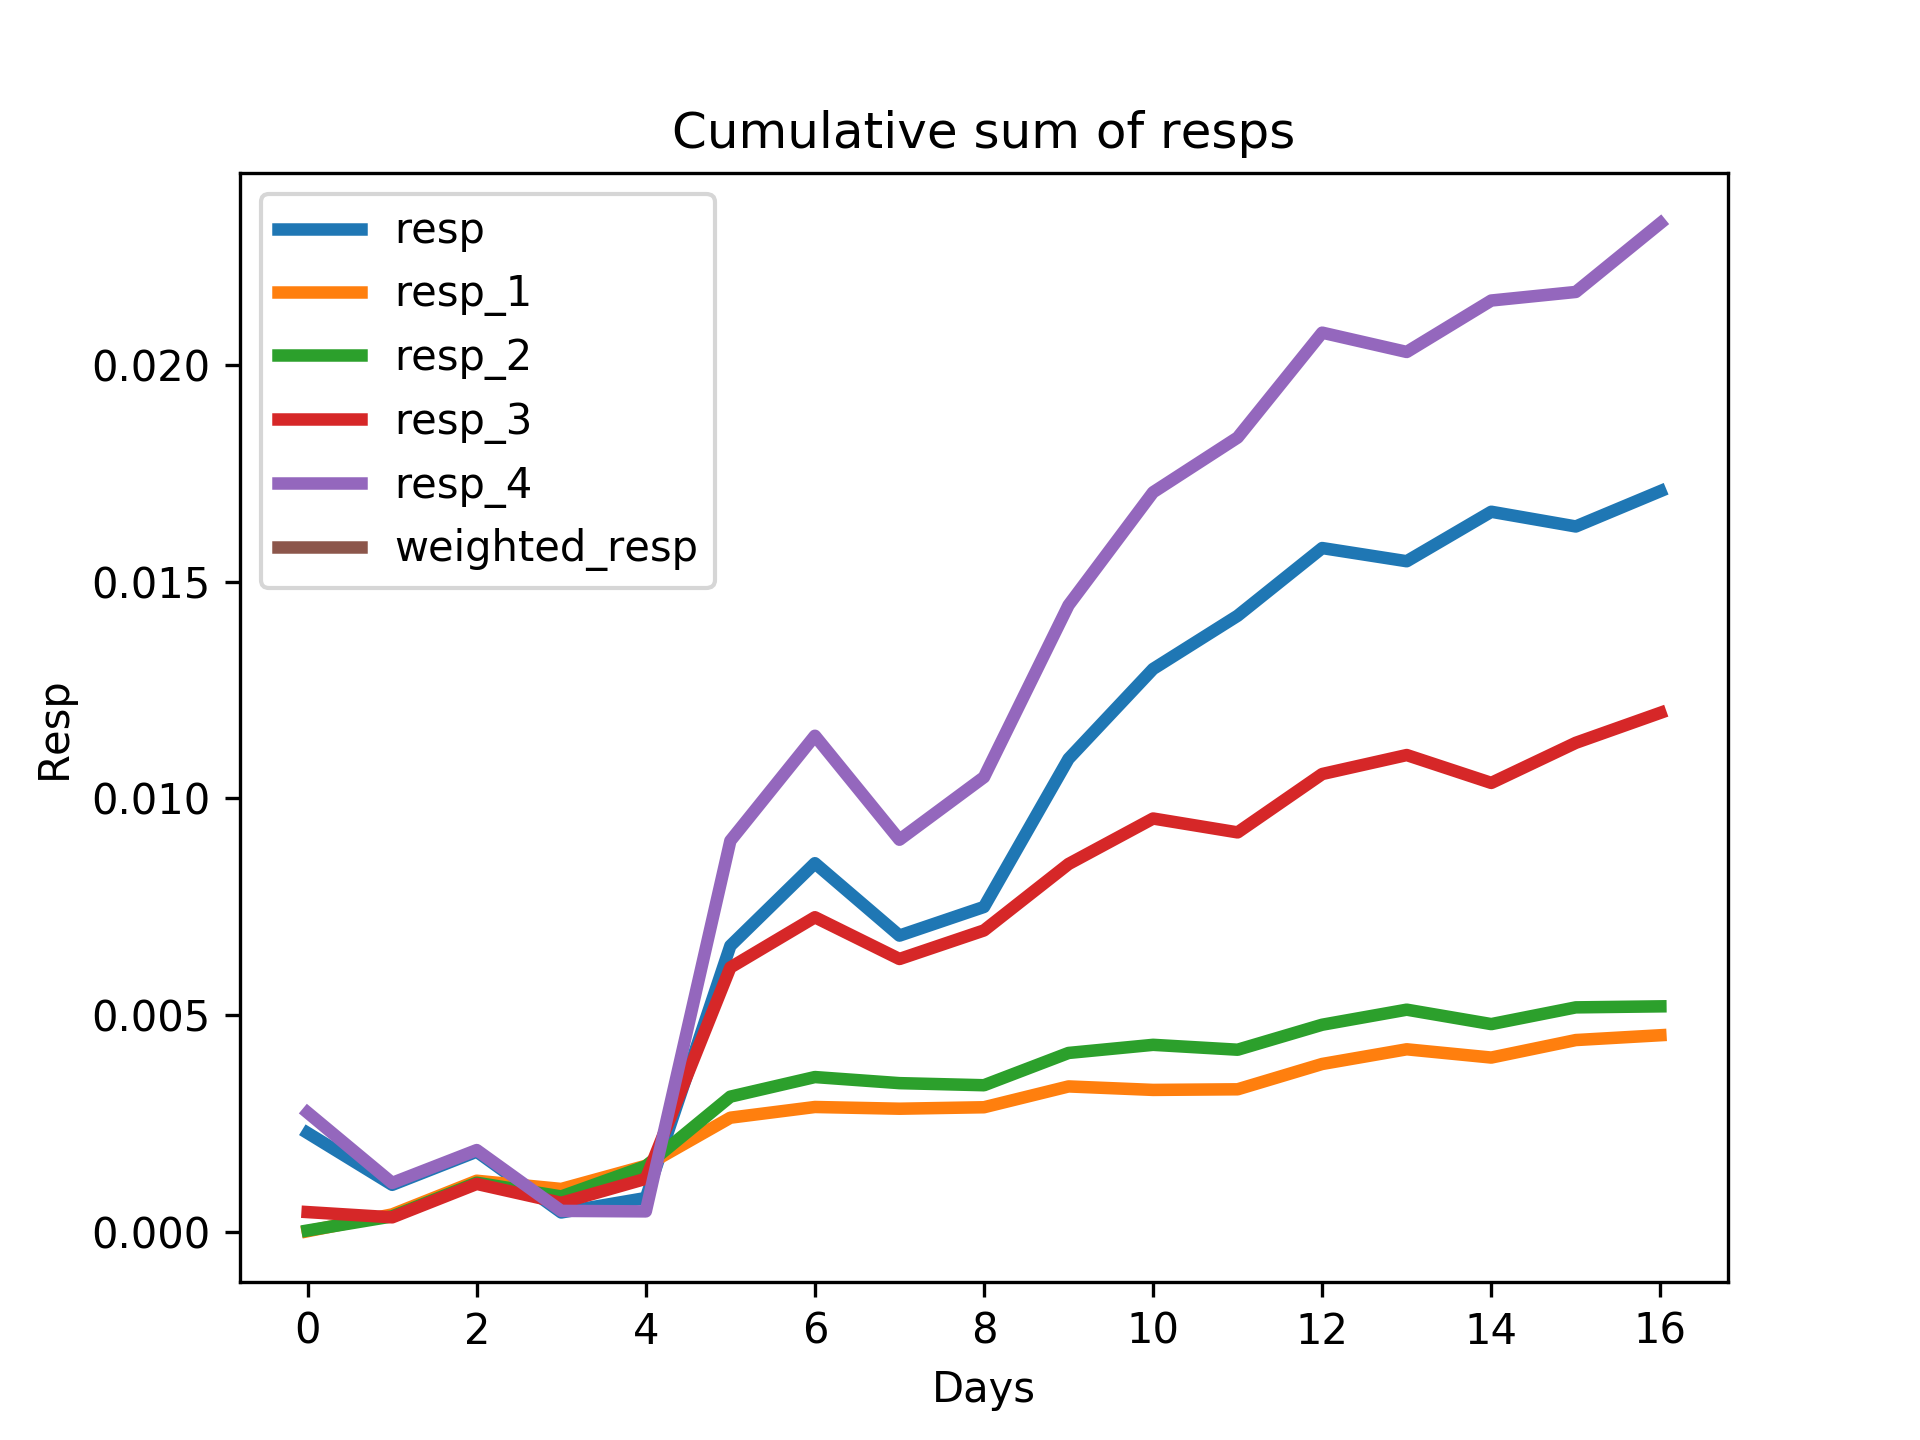 Cumulative sum of resps
resp
resp_1
resp_2
resp_3
resp_4
weighted_resp
Resp
0.020
0.015
0.010
0.005
0.000
0 2 4 6 8 10 12 14 16
Days